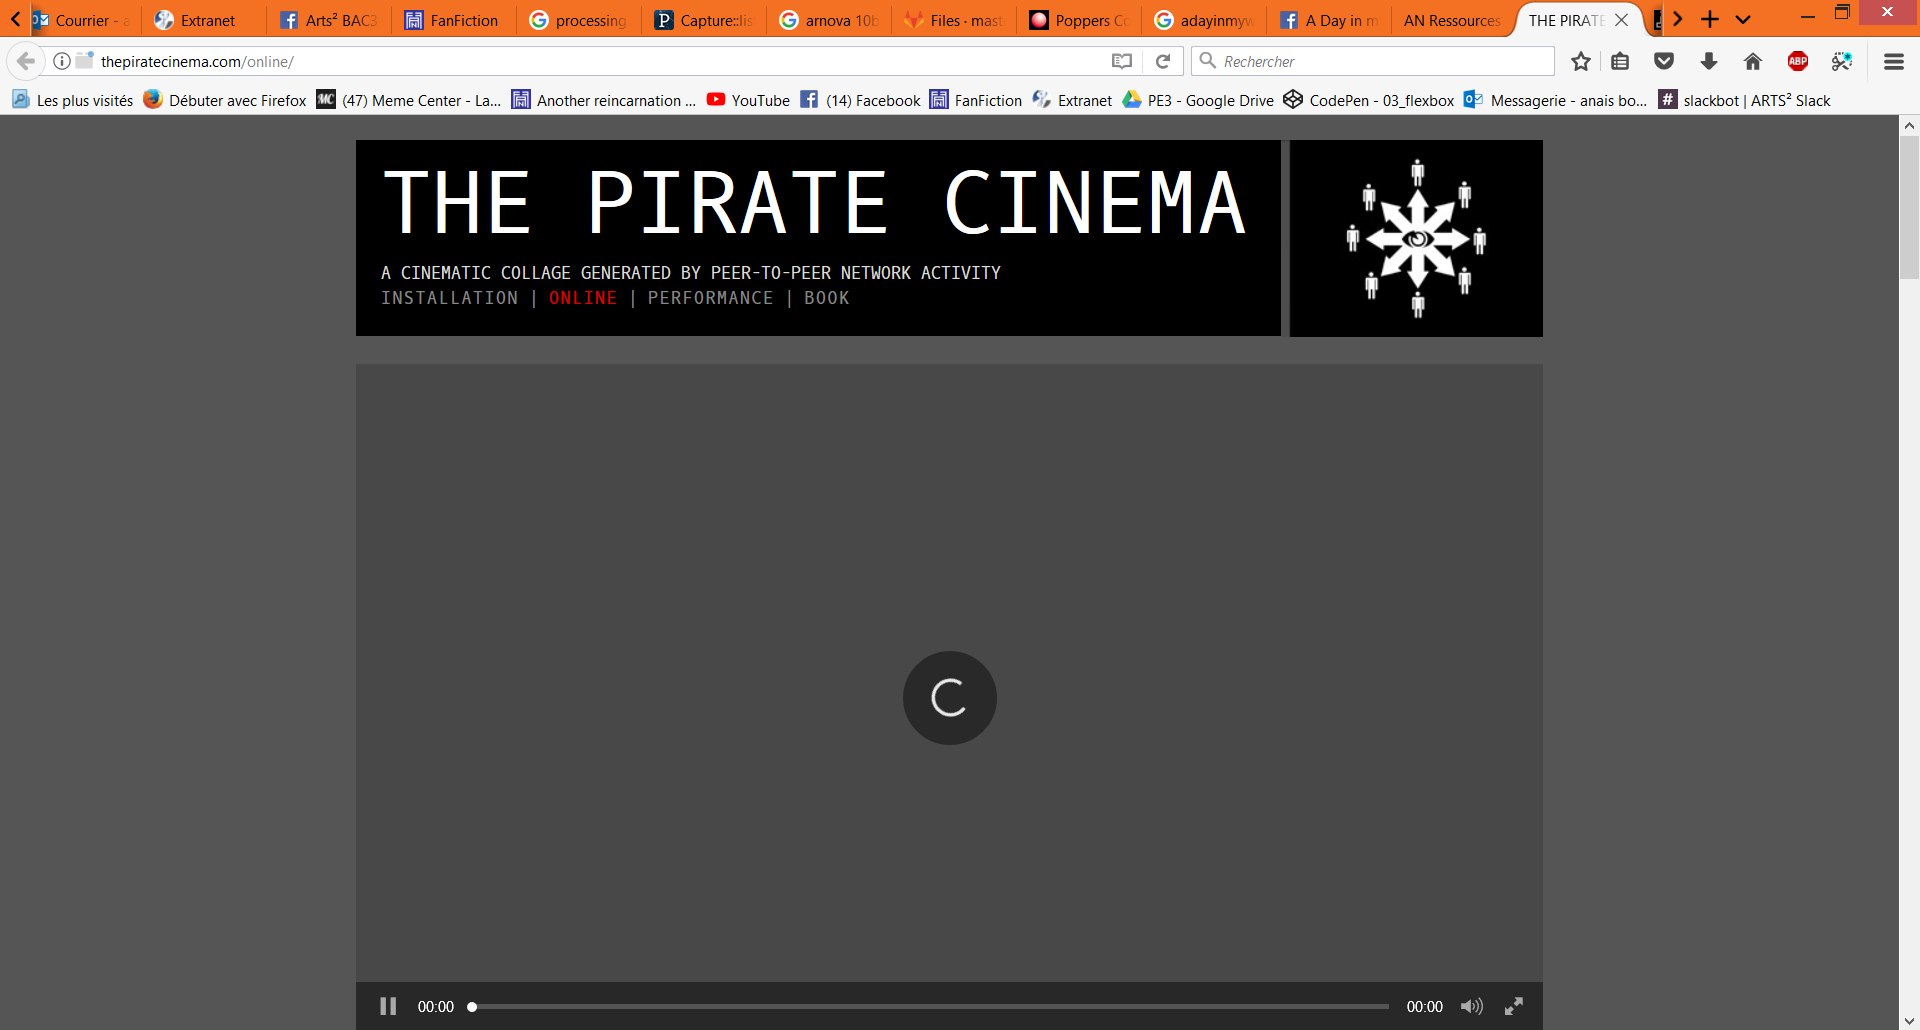 Courrier - a
Extranet
Arts² BAC3
FanFiction
processing
Capture::lis
arnova 10b
Files · mast
Poppers Co
adayinmyw
A Day in m
AN Ressources
THE PIRATE
thepiratecinema.com/online/
Rechercher
ABP
Les plus visités
Débuter avec Firefox
MC
(47) Meme Center - La...
Another reincarnation ...
YouTube
(14) Facebook
FanFiction
Extranet
PE3 - Google Drive
CodePen - 03_flexbox
Messagerie - anais bo...
slackbot | ARTS² Slack
THE PIRATE CINEMA
A CINEMATIC COLLAGE GENERATED BY PEER-TO-PEER NETWORK ACTIVITY
INSTALLATION | ONLINE | PERFORMANCE | BOOK
00:00
00:00